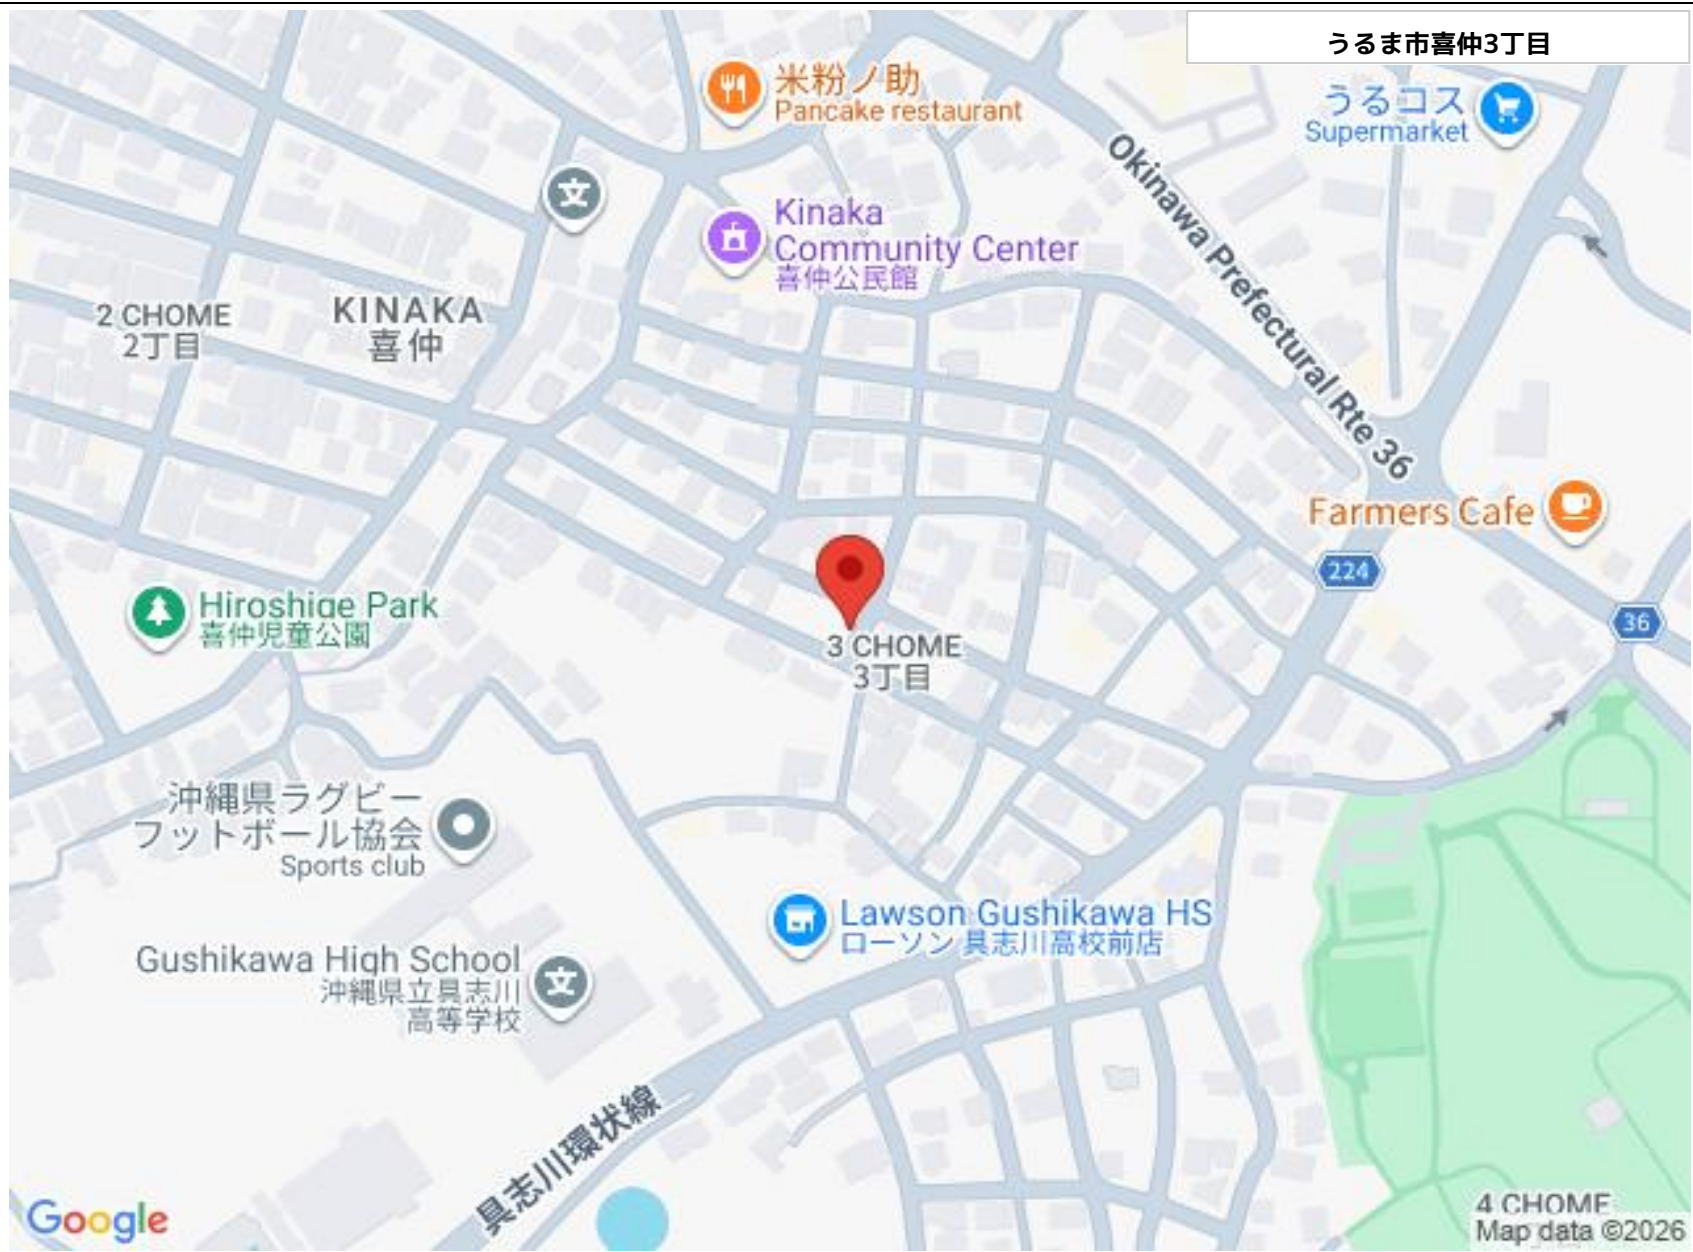 うるま市喜仲3丁目
米粉ノ助
Pancake restaurant
うるコス
Supermarket
文
Kinaka
Community Center
喜仲公民館
Okinawa Prefectural Rte 36
2 CHOME
2丁目
KINAKA
喜仲
Farmers Cafe
224
36
Hiroshige Park
喜仲児童公園
3 CHOME
3丁目
沖縄県ラグビー
フットボール協会
Sports club
Lawson Gushikawa HS
ローソン 具志川高校前店
Gushikawa High School
沖縄県立具志川
高等学校
文
具志川環状線
Google
4 CHOME
Map data ©2026